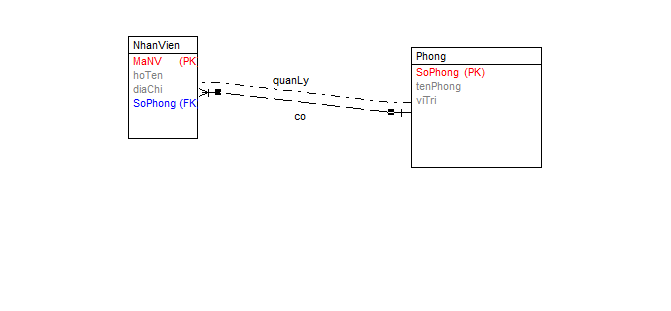 NhanVien
MaNV (PK
hoTen
diaChi
SoPhong (FK
quanLy
co
Phong
SoPhong (PK)
tenPhong
viTri